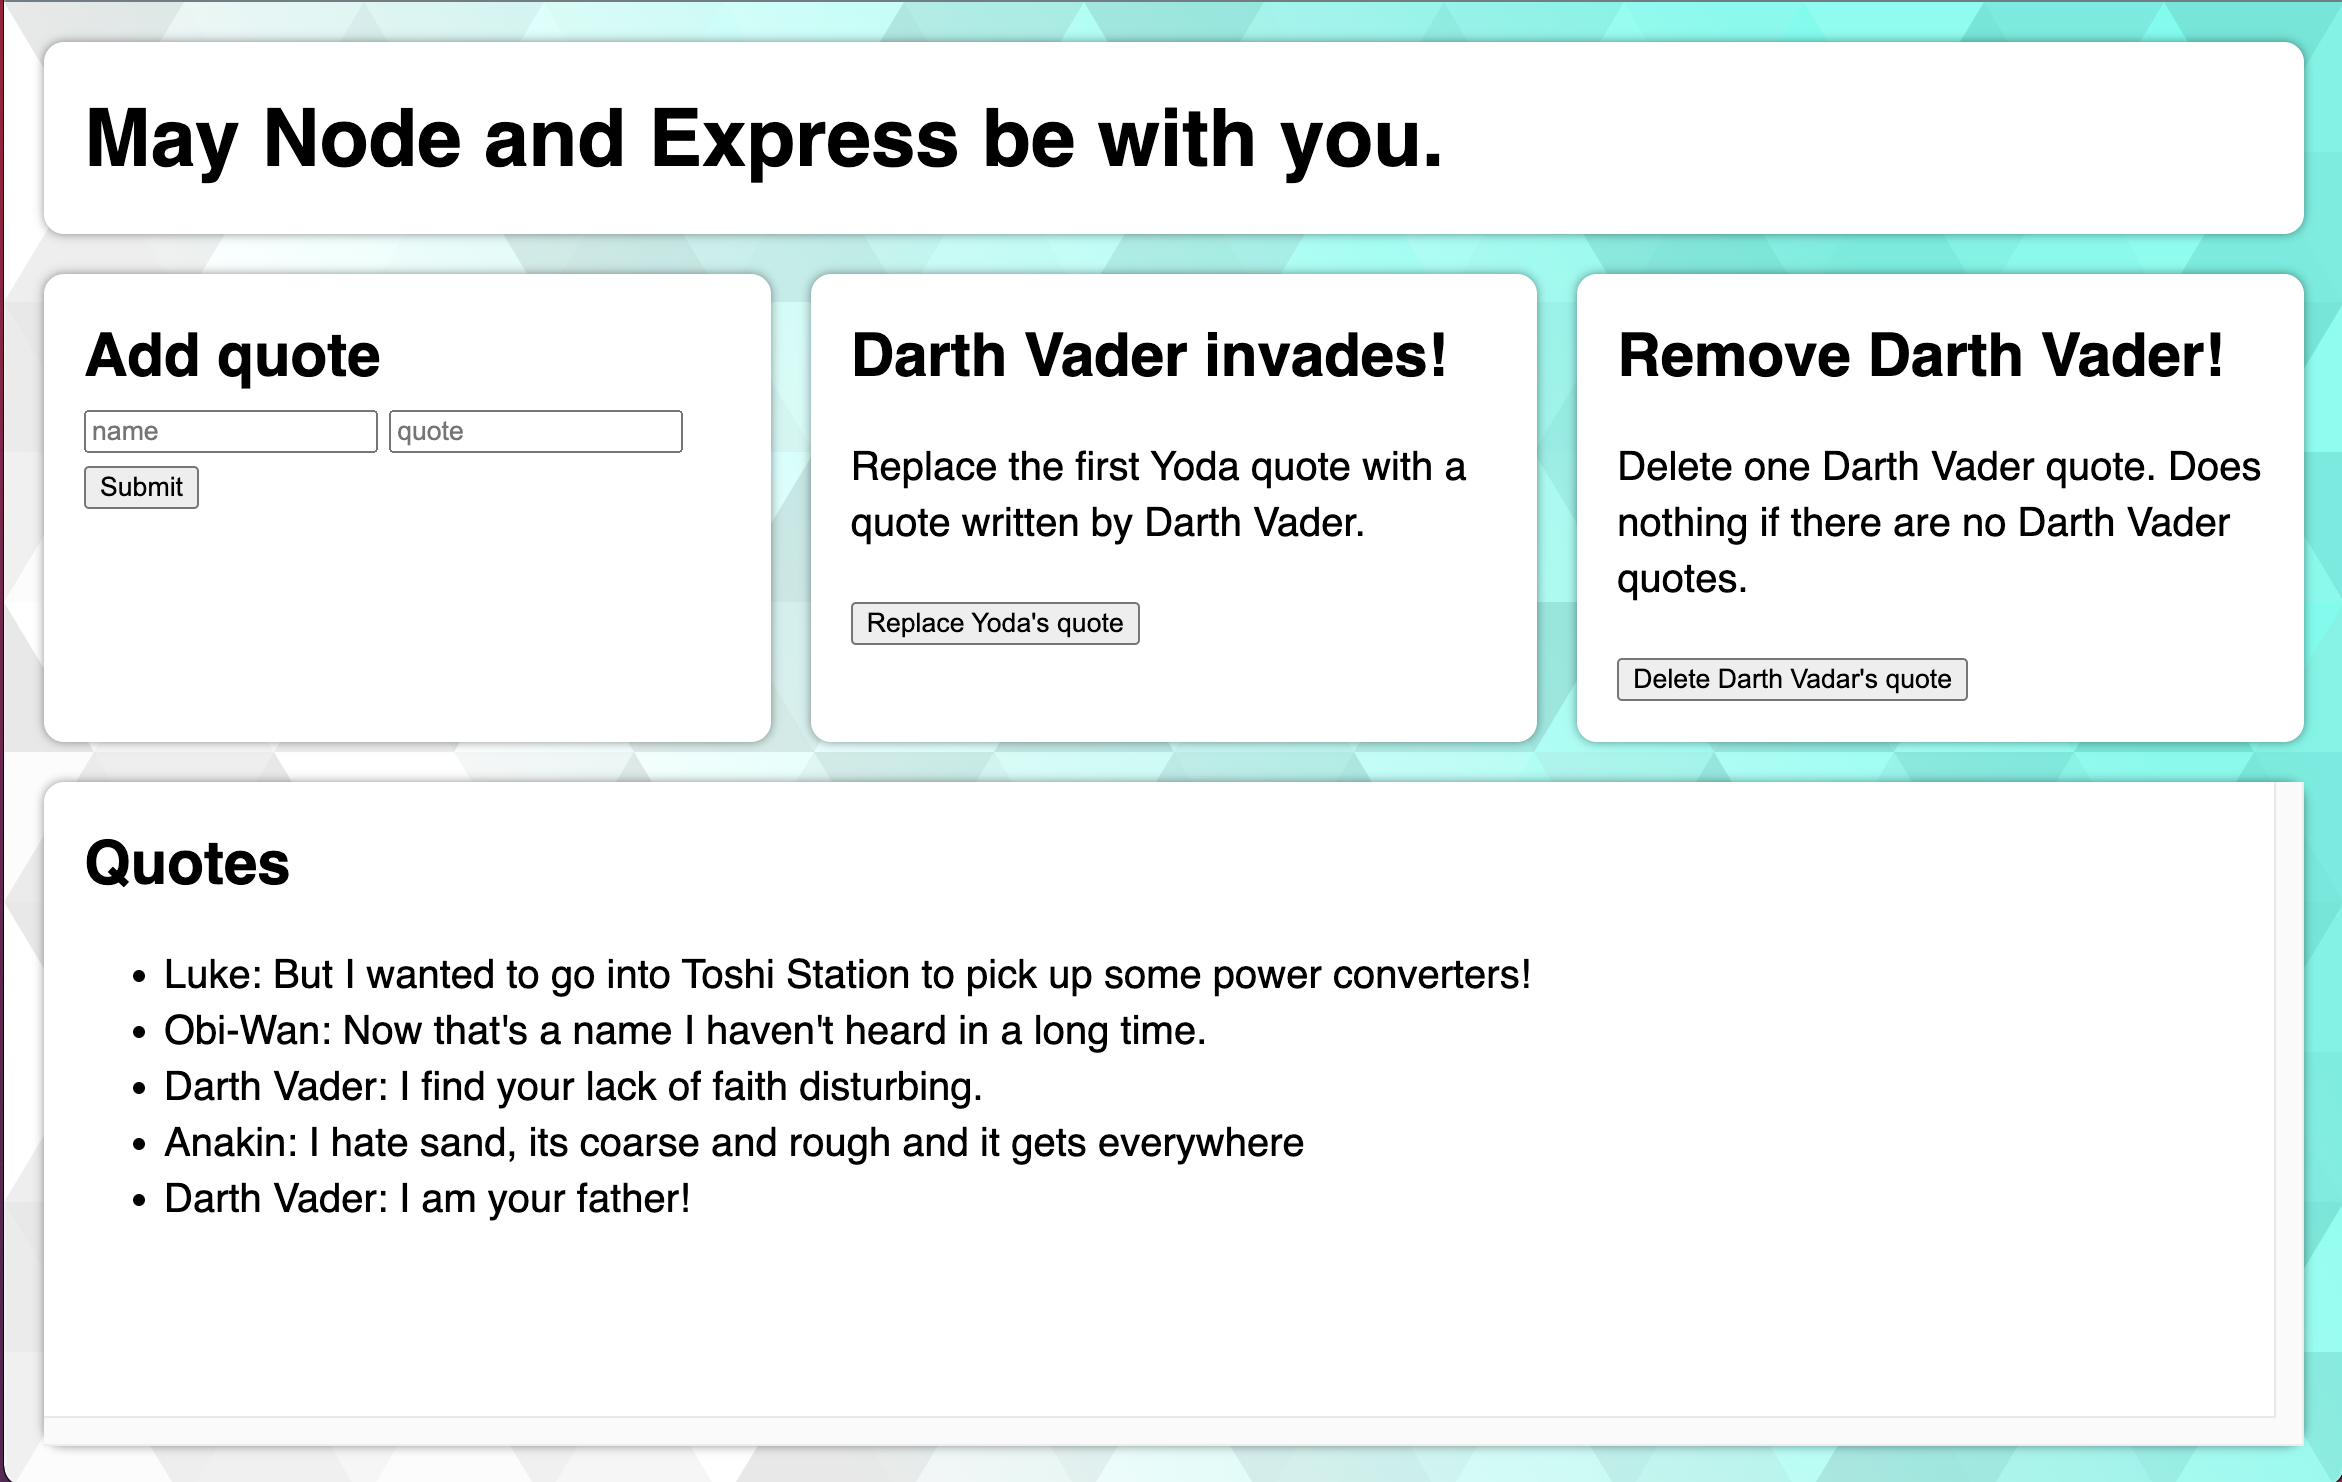 May Node and Express be with you.
Add quote
name quote
Submit
Darth Vader invades!
Replace the first Yoda quote with a
quote written by Darth Vader.
Replace Yoda's quote
Remove Darth Vader!
Delete one Darth Vader quote. Does
nothing if there are no Darth Vader
quotes.
Delete Darth Vadar's quote
Quotes
• Luke: But I wanted to go into Toshi Station to pick up some power converters!
• Obi-Wan: Now that's a name I haven't heard in a long time.
• Darth Vader: I find your lack of faith disturbing.
• Anakin: I hate sand, its coarse and rough and it gets everywhere
• Darth Vader: I am your father!